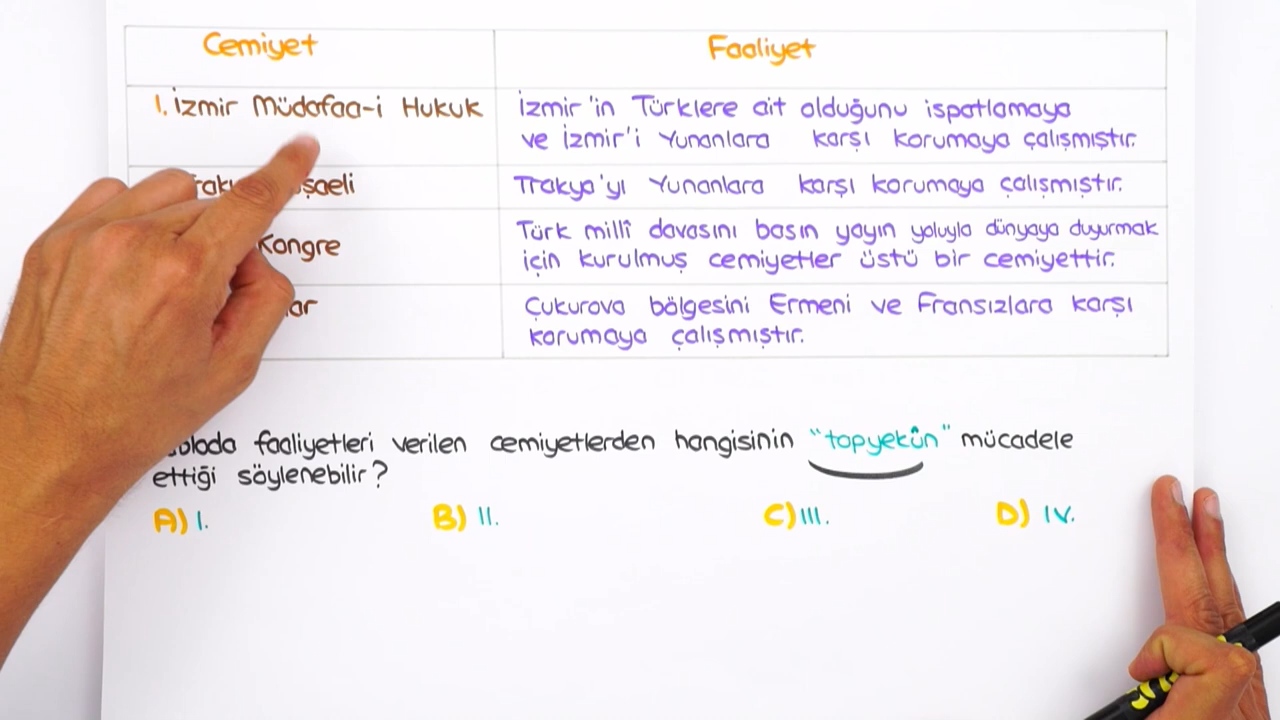 Cemiyet
Faaliyet
1. İzmir Müdafaa-i Hukuk
İzmir'in Türklere ait olduğunu ispatlamaya
ve İzmir'i Yunanlara karşı korumaya çalışmıştır.
Trakya'yı Yunanlara karşı korumaya çalışmıştır.
Kongre
Türk millî davasını basın yayın yoluyla dünyaya duyurmak
için kurulmuş cemiyetler üstü bir cemiyettir.
Çukurova bölgesini Ermeni ve Fransızlara karşı
korumaya çalışmıştır.
faaliyetleri verilen cemiyetlerden hangisinin "topyekûn" mücadele
ettiği söylenebilir?
A) I.
B) II.
C) III.
D) IV.